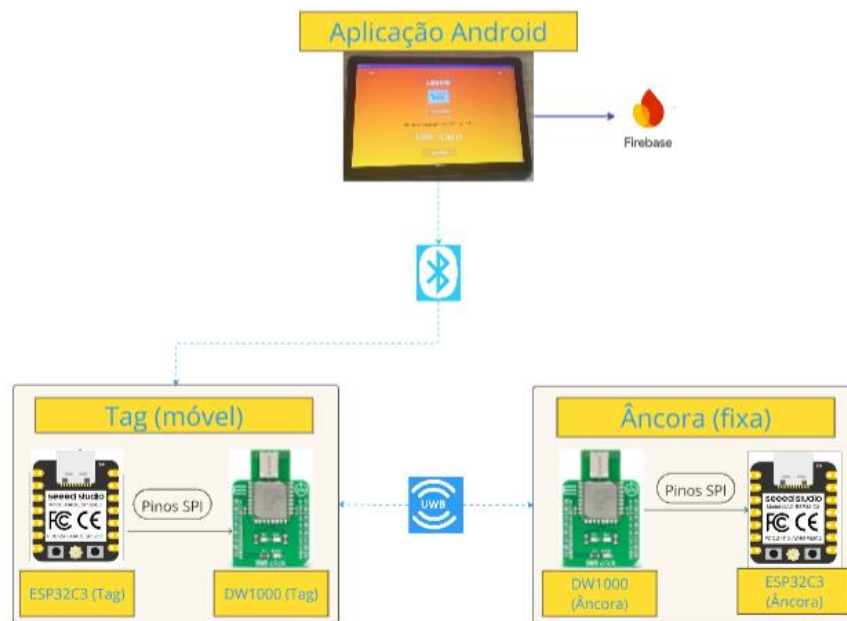 Aplicação Android
Firebase
Tag (móvel)
Âncora (fixa)
seeed studio
FC CE
Pinos SPI
Pinos SPI
seeed studio
FC CE
UWB
ESP32C3 (Tag)
DW1000 (Tag)
DW1000
(Âncora)
ESP32C3
(Âncora)